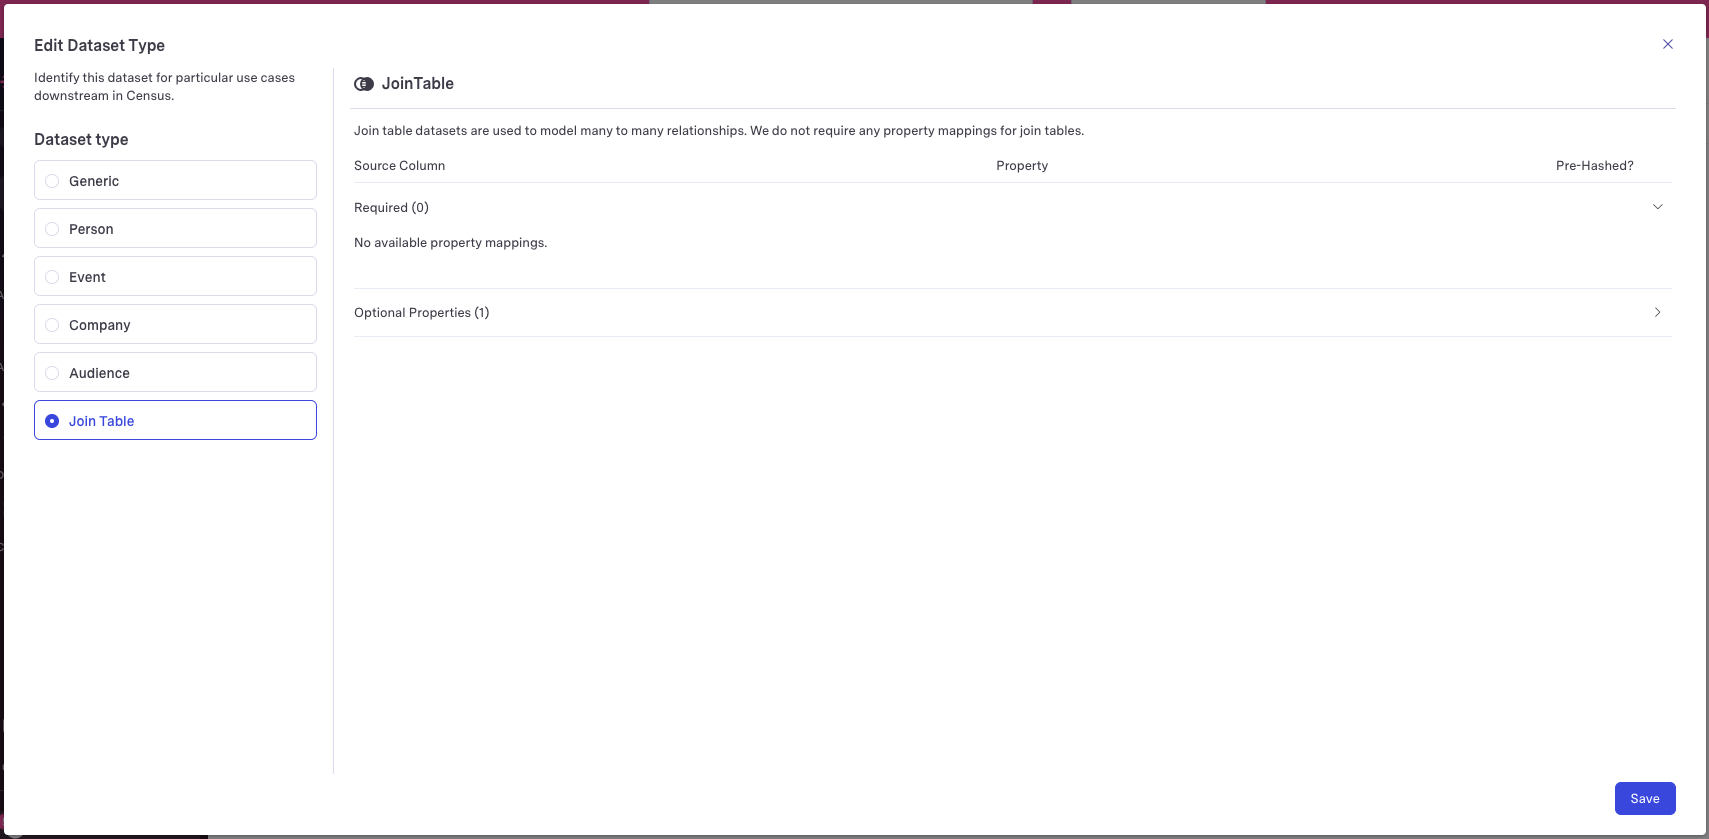 Edit Dataset Type
Identify this dataset for particular use cases
downstream in Census.
Dataset type
Generic
Person
Event
Company
Audience
Join Table
JoinTable
Join table datasets are used to model many to many relationships. We do not require any property mappings for join tables.
Source Column Property Pre-Hashed?
Required (0)
No available property mappings.
Optional Properties (1)
Save